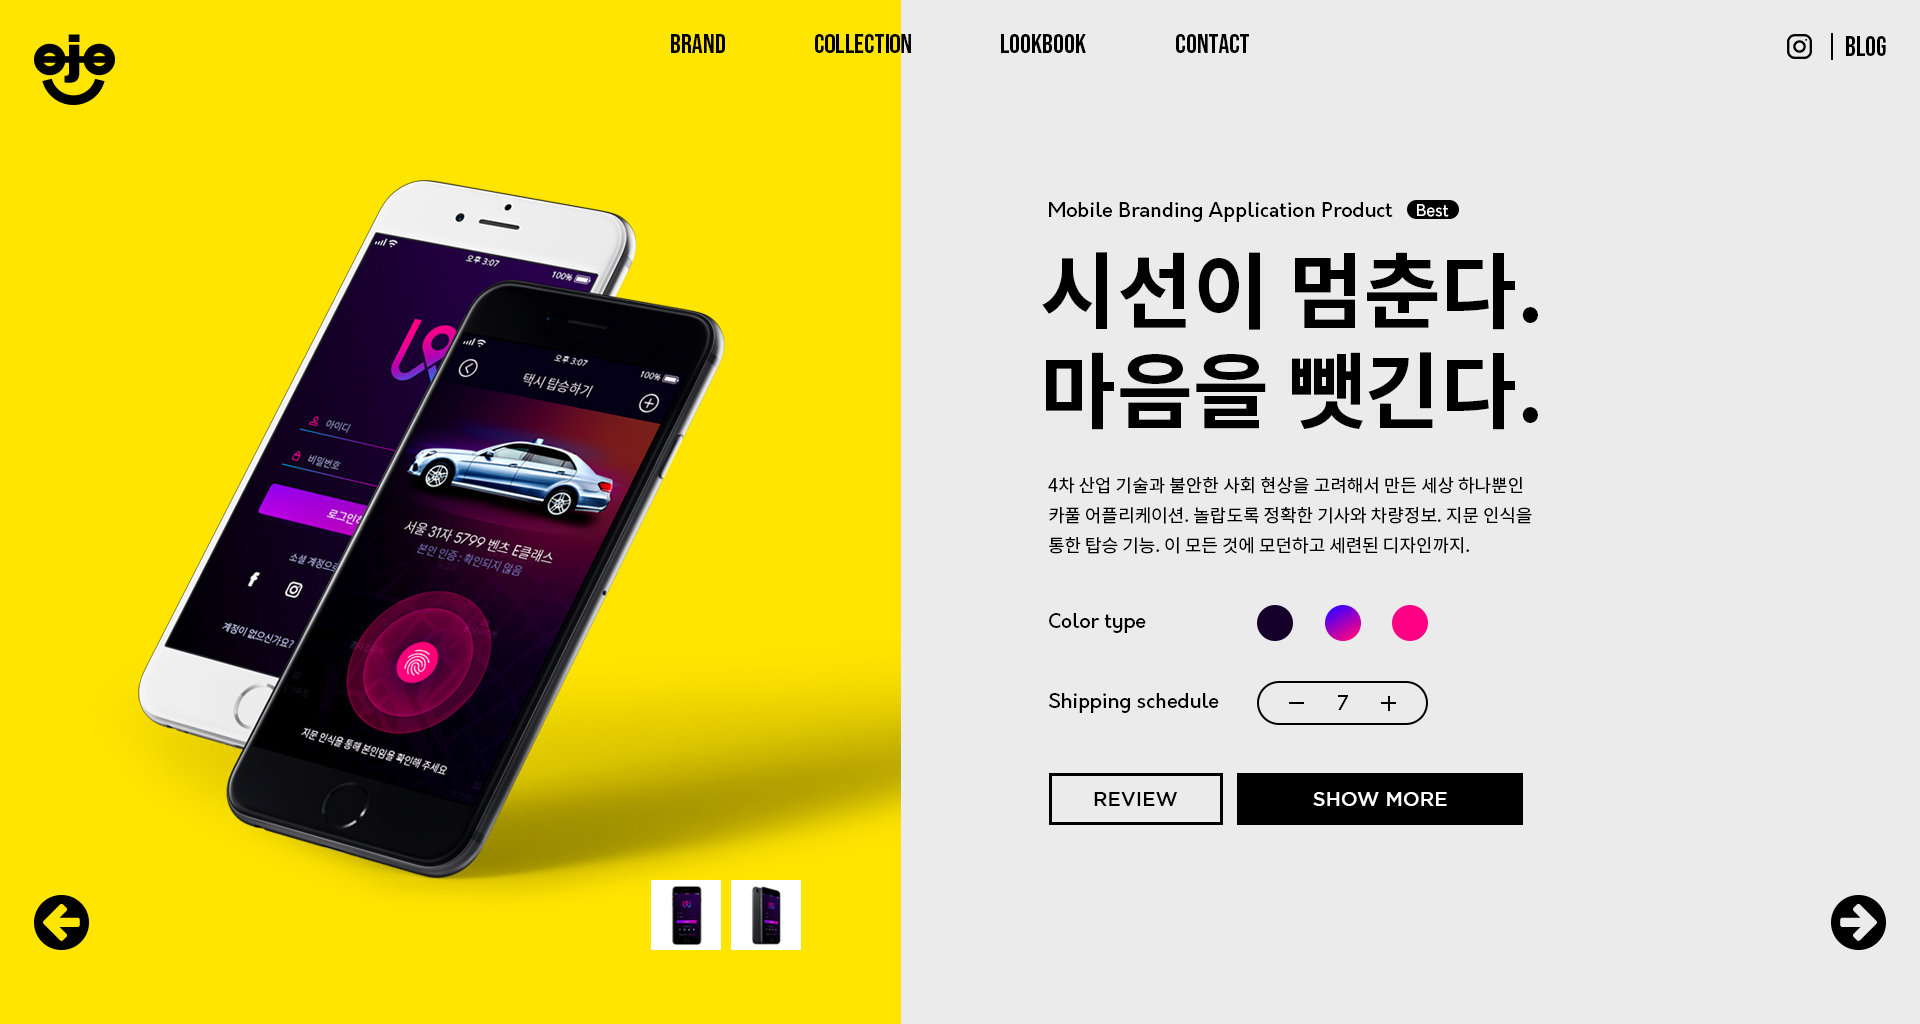 eje
BRAND
COLLECTION
LOOKBOOK
CONTACT
BLOG
오후 3:07
100%
아이디
비밀번호
소셜 계정으로
계정이 없으신가요?
오후 3:07
100%
택시 탑승하기
서울 31자 5799 벤츠 E클래스
본인 인증 : 확인되지 않음
지문 인식을 통해 본인임을 확인해 주세요
Mobile Branding Application Product Best
시선이 멈춘다.
마음을 뺏긴다.
4차 산업 기술과 불안한 사회 현상을 고려해서 만든 세상 하나뿐인
카풀 어플리케이션. 놀랍도록 정확한 기사와 차량정보. 지문 인식을
통한 탑승 기능. 이 모든 것에 모던하고 세련된 디자인까지.
Color type
Shipping schedule
7
REVIEW
SHOW MORE